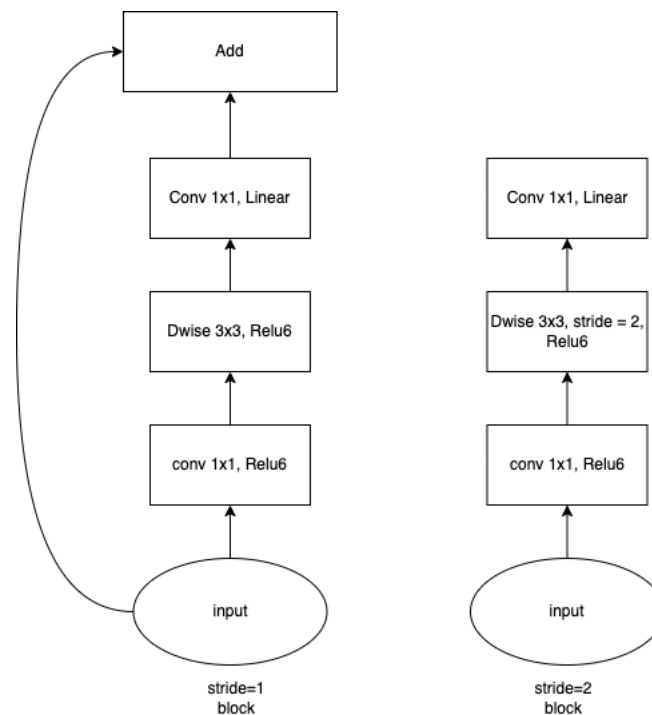 Add
Conv 1x1, Linear
Dwise 3x3, Relu6
conv 1x1, Relu6
input
stride=1
block
Conv 1x1, Linear
Dwise 3x3, stride = 2,
Relu6
conv 1x1, Relu6
input
stride=2
block